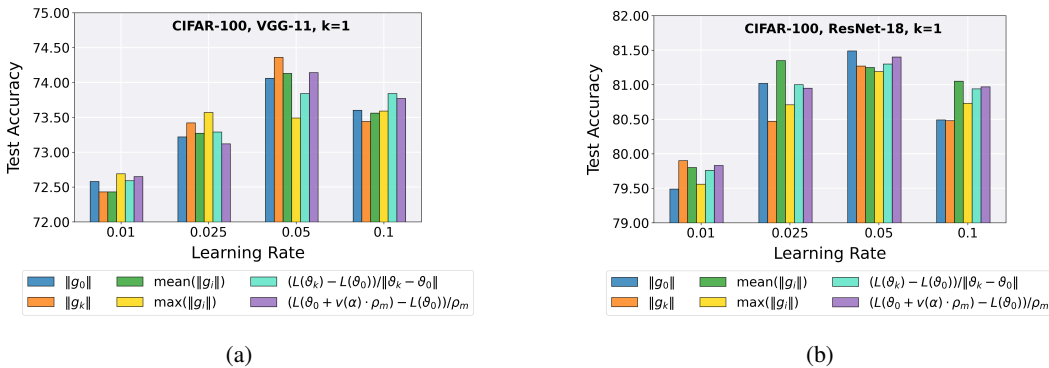 CIFAR-100, VGG-11, k=1
Test Accuracy
75.00
74.50
74.00
73.50
73.00
72.50
72.00
0.01 0.025 0.05 0.1
Learning Rate
‖g₀‖ mean(‖gᵢ‖) (L(ϑₖ) − L(ϑ₀))/‖ϑₖ − ϑ₀‖
‖gₖ‖ max(‖gᵢ‖) (L(ϑ₀ + v(α) · ρₘ) − L(ϑ₀))/ρₘ
(a)
CIFAR-100, ResNet-18, k=1
Test Accuracy
82.00
81.50
81.00
80.50
80.00
79.50
79.00
0.01 0.025 0.05 0.1
Learning Rate
‖g₀‖ mean(‖gᵢ‖) (L(ϑₖ) − L(ϑ₀))/‖ϑₖ − ϑ₀‖
‖gₖ‖ max(‖gᵢ‖) (L(ϑ₀ + v(α) · ρₘ) − L(ϑ₀))/ρₘ
(b)